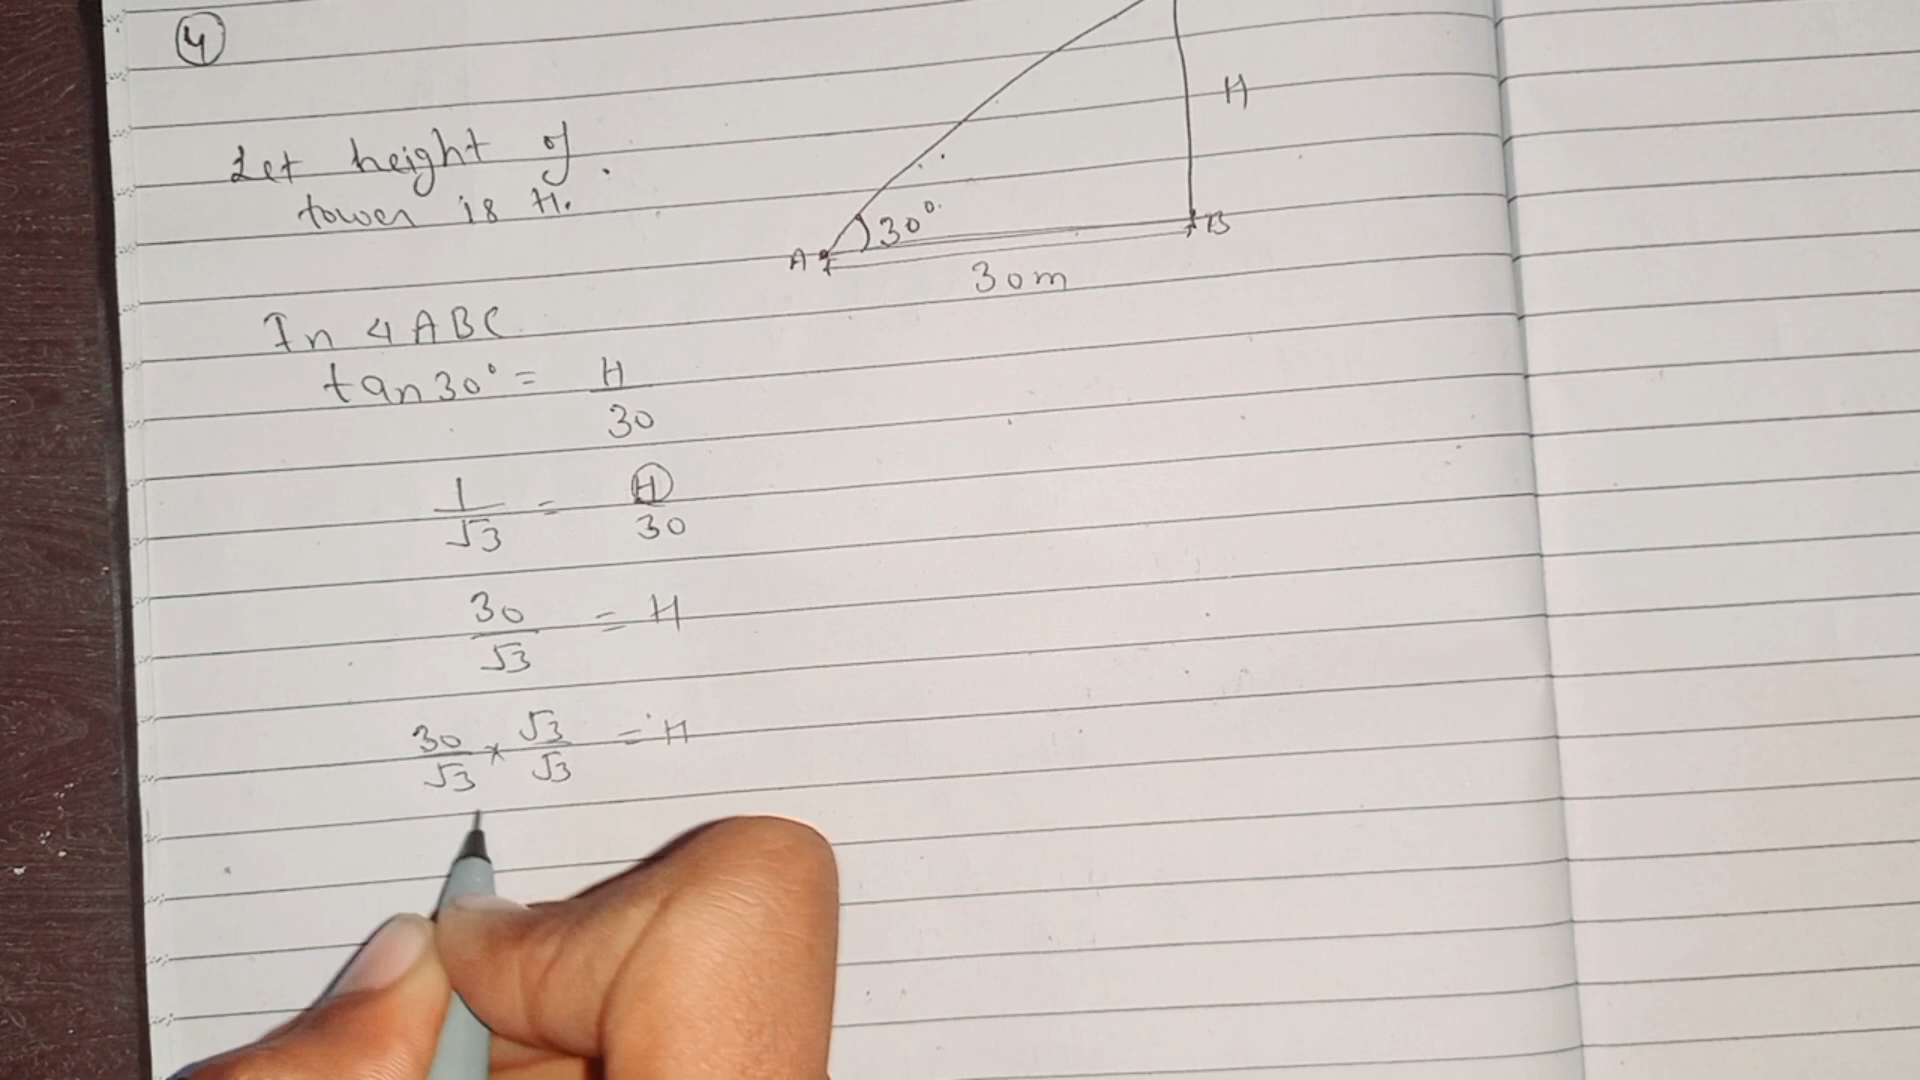 4
H
Let height of
tower is H.
30°
A
B
30m
In △ABC
tan30° = H/30
1/√3 = H/30
30/√3 = H
30/√3 × √3/√3 = H